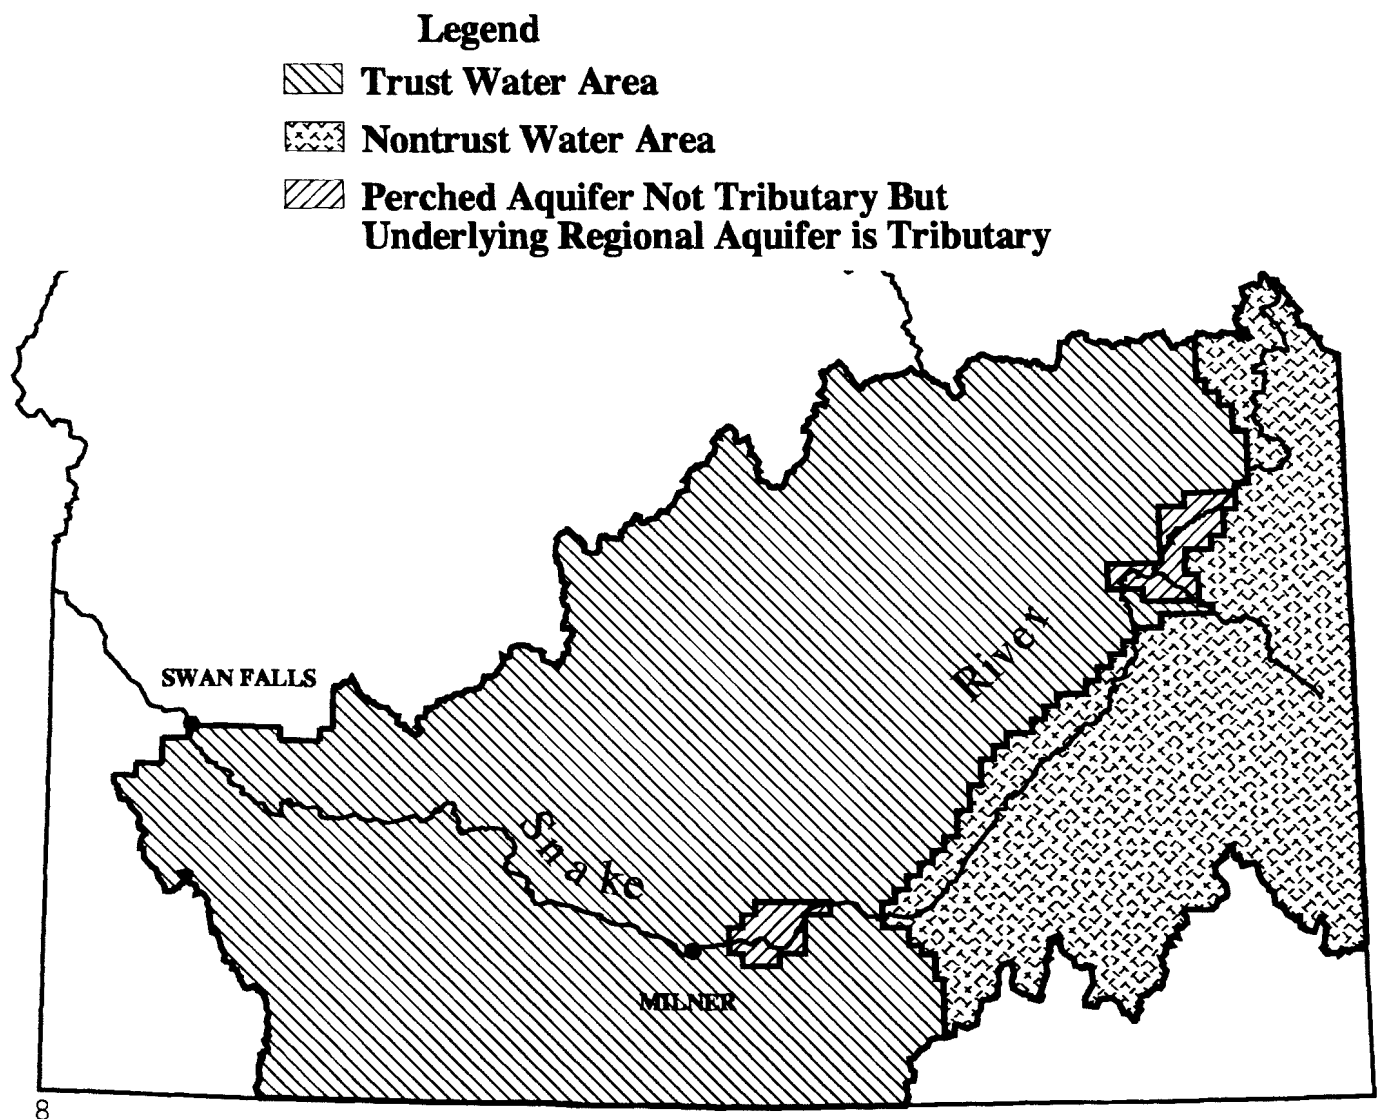 Legend
Trust Water Area
Nontrust Water Area
Perched Aquifer Not Tributary But
Underlying Regional Aquifer is Tributary
River
SWAN FALLS
Snake
MILNER
8